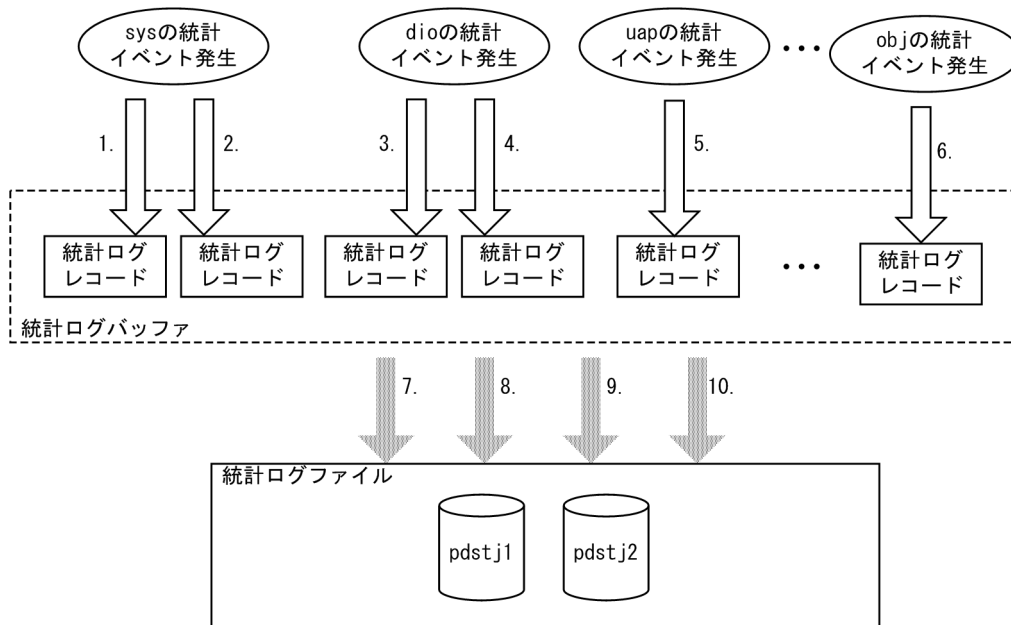 sysの統計
イベント発生
dioの統計
イベント発生
uapの統計
イベント発生
•••
objの統計
イベント発生
1.
2.
3.
4.
5.
6.
統計ログ
レコード
統計ログ
レコード
統計ログ
レコード
統計ログ
レコード
統計ログ
レコード
•••
統計ログ
レコード
統計ログバッファ
7.
8.
9.
10.
統計ログファイル
pdstj1
pdstj2